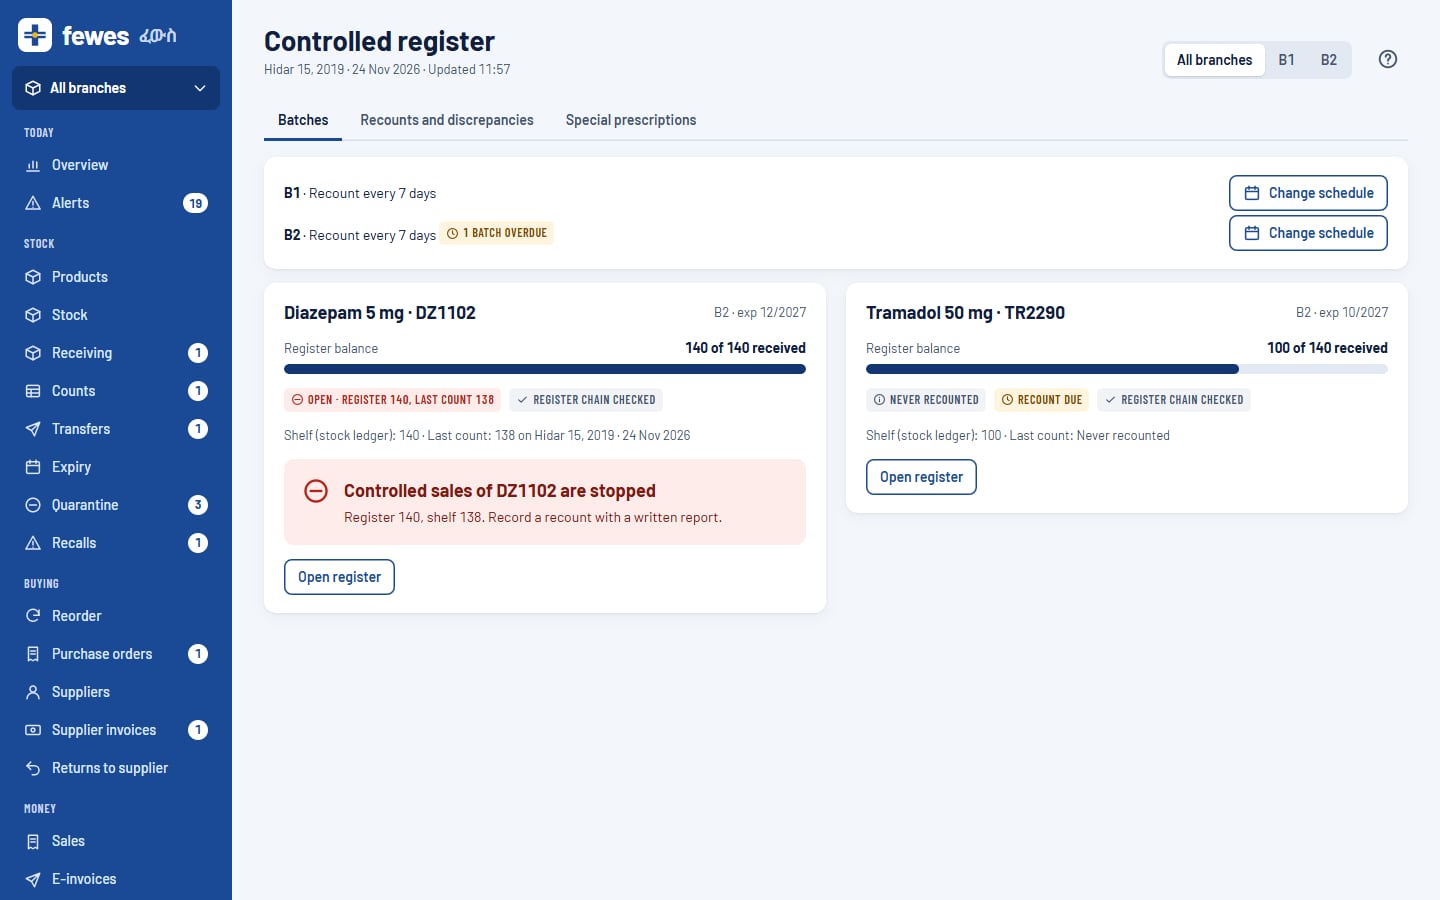 fewes ፈውስ
All branches
TODAY
Overview
Alerts 19
STOCK
Products
Stock
Receiving 1
Counts 1
Transfers 1
Expiry
Quarantine 3
Recalls 1
BUYING
Reorder
Purchase orders 1
Suppliers
Supplier invoices 1
Returns to supplier
MONEY
Sales
E-invoices
Controlled register
Hidar 15, 2019 · 24 Nov 2026 · Updated 11:57
All branches B1 B2
Batches Recounts and discrepancies Special prescriptions
B1 · Recount every 7 days Change schedule
B2 · Recount every 7 days 1 BATCH OVERDUE Change schedule
Diazepam 5 mg · DZ1102 B2 · exp 12/2027
Register balance 140 of 140 received
OPEN · REGISTER 140, LAST COUNT 138 REGISTER CHAIN CHECKED
Shelf (stock ledger): 140 · Last count: 138 on Hidar 15, 2019 · 24 Nov 2026
Controlled sales of DZ1102 are stopped
Register 140, shelf 138. Record a recount with a written report.
Open register
Tramadol 50 mg · TR2290 B2 · exp 10/2027
Register balance 100 of 140 received
NEVER RECOUNTED RECOUNT DUE REGISTER CHAIN CHECKED
Shelf (stock ledger): 100 · Last count: Never recounted
Open register